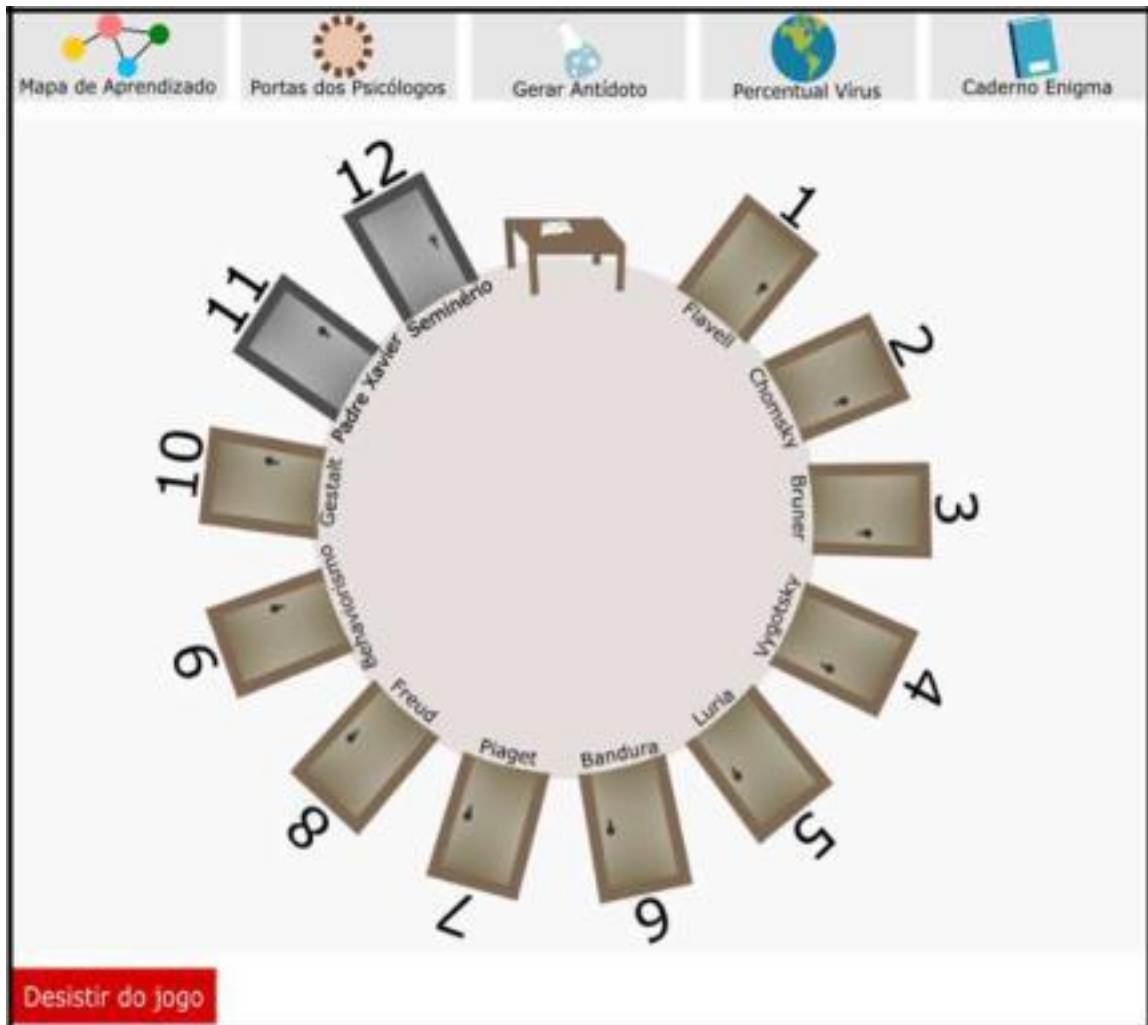 Mapa de Aprendizado
Portas dos Psicólogos
Gerar Antídoto
Percentual Vírus
Caderno Enigma
1
Flavell
2
Chomsky
3
Bruner
4
Vygotsky
5
Luria
6
Bandura
7
Piaget
8
Freud
9
Behaviorismo
10
Gestalt
11
Padre Xavier
12
Seminério
Desistir do jogo